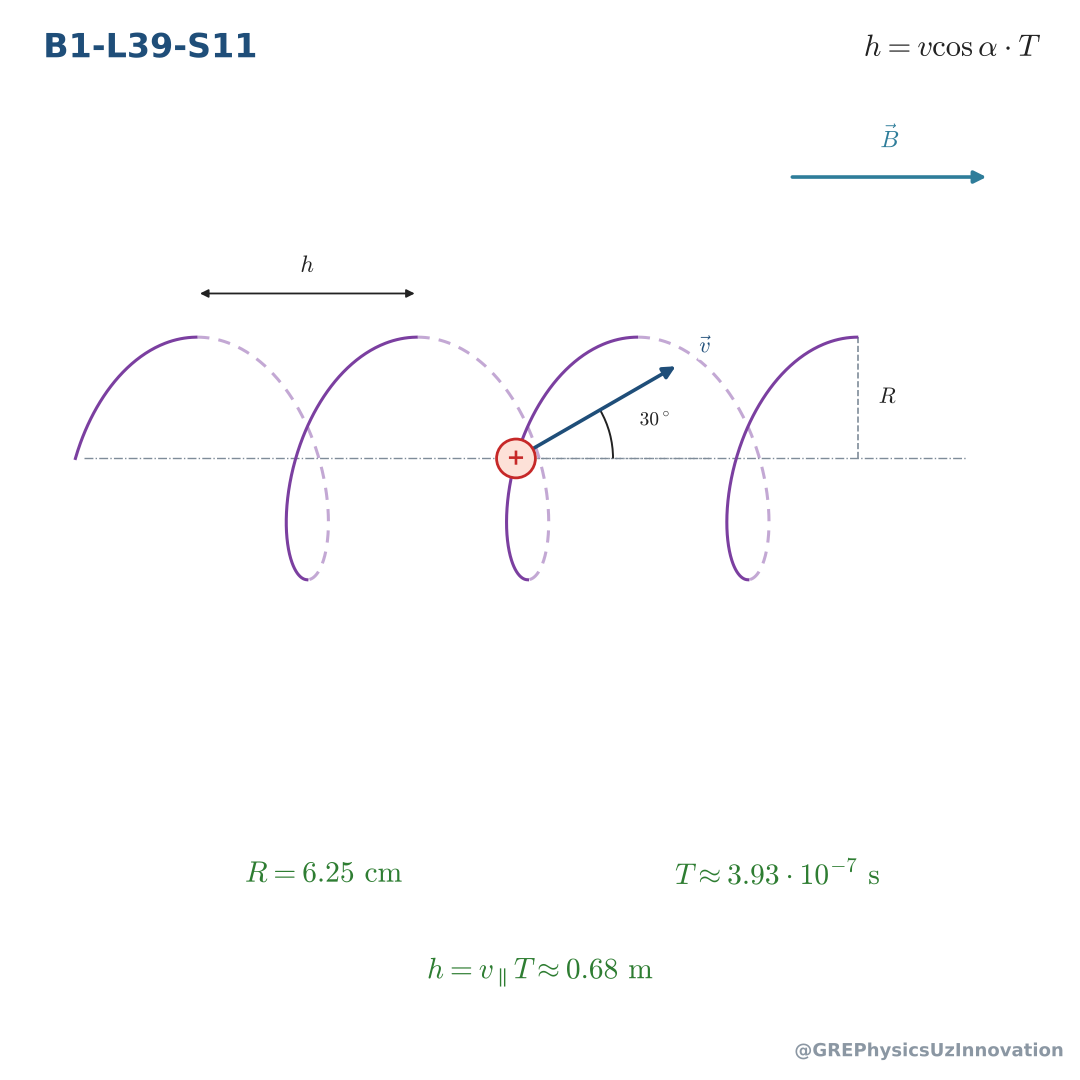 B1-L39-S11
h = v cos α · T
B⃗
h
v⃗
30°
R
+
R = 6.25 cm
T ≈ 3.93 · 10⁻⁷ s
h = v∥ T ≈ 0.68 m
@GREPhysicsUzInnovation